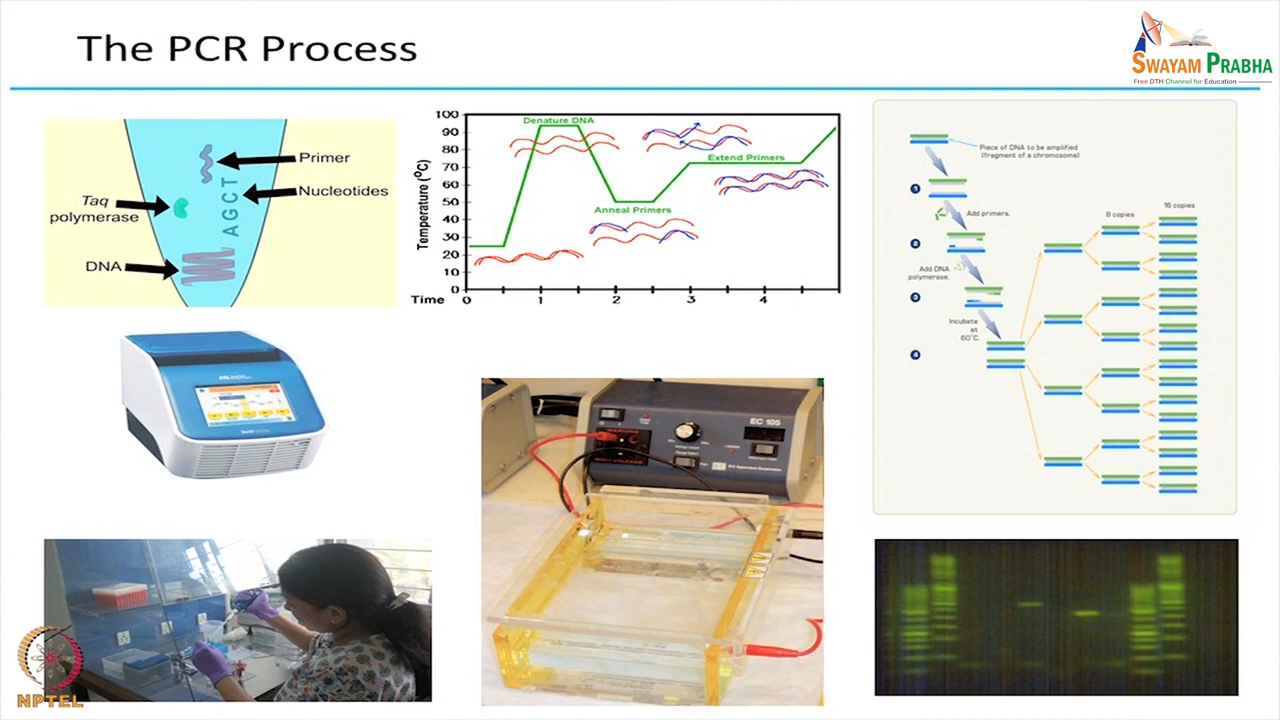 The PCR Process
SWAYAM PRABHA
Free DTH Channel for Education
Primer
Nucleotides
Taq
polymerase
AGCT
DNA
Temperature (°C)
100
90
80
70
60
50
40
30
20
10
0
Denature DNA
Anneal Primers
Extend Primers
Time
0 1 2 3 4
Piece of DNA to be amplified
(fragment of a chromosome)
1
Add primers.
2
Add DNA
polymerase.
3
Incubate
at
60°C.
4
8 copies
16 copies
EC 105
NPTEL